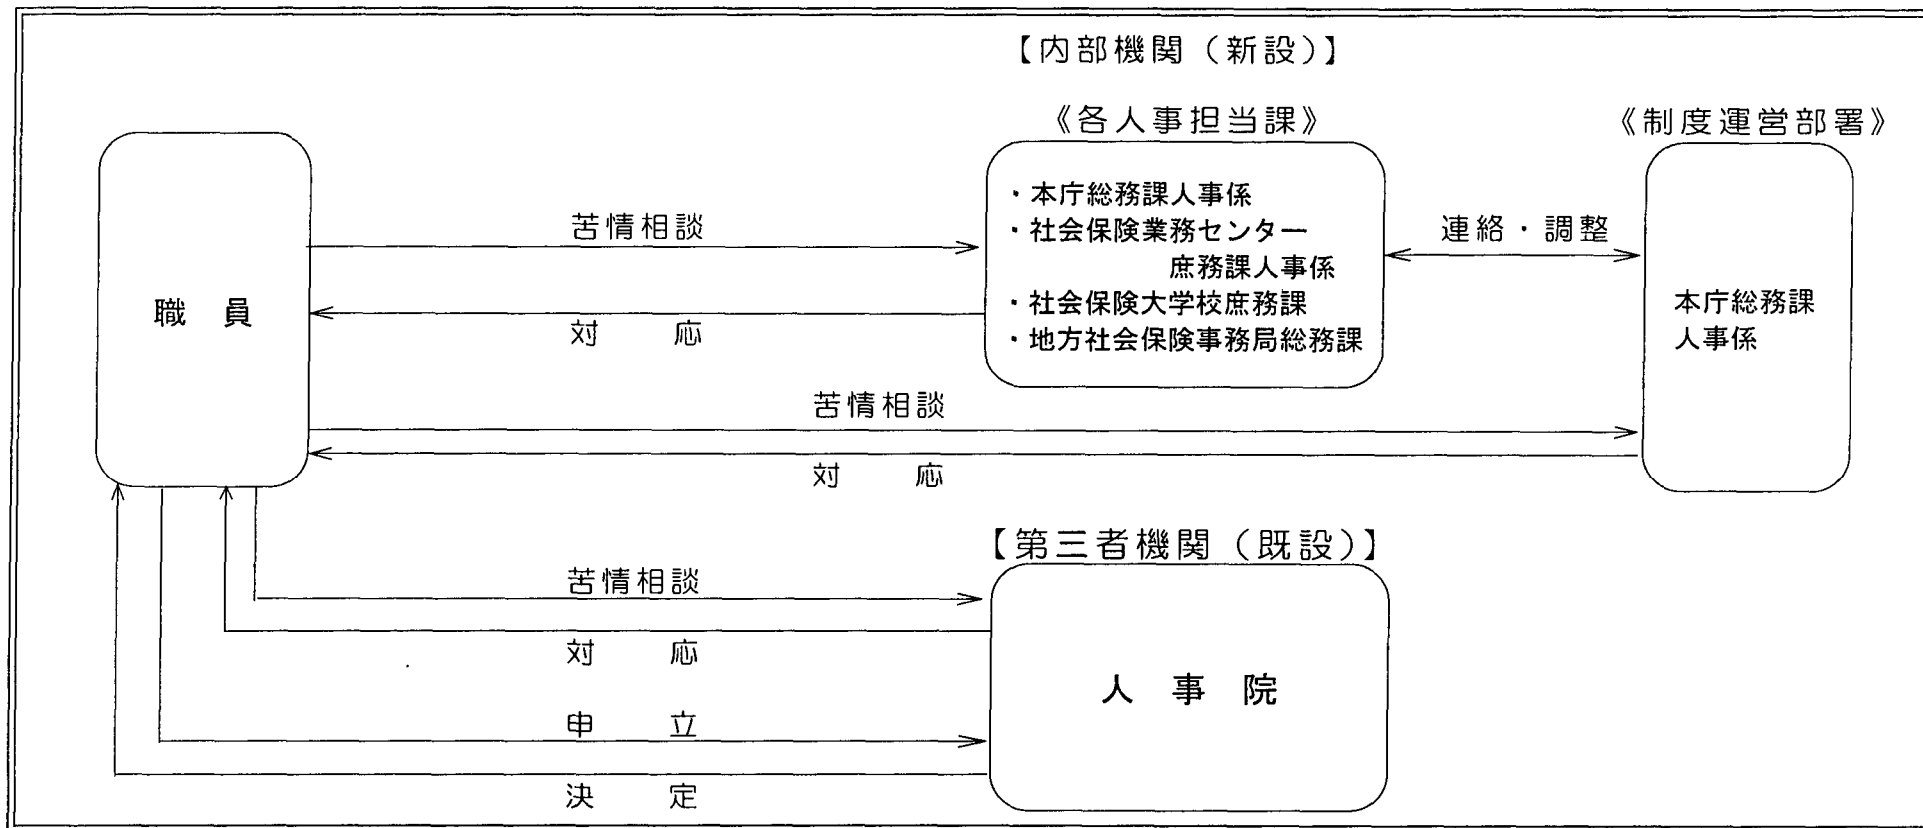 【内部機関（新設）】
《各人事担当課》
《制度運営部署》
職　員
苦情相談
対　　応
・本庁総務課人事係
・社会保険業務センター
庶務課人事係
・社会保険大学校庶務課
・地方社会保険事務局総務課
連絡・調整
本庁総務課
人事係
苦情相談
対　　応
【第三者機関（既設）】
苦情相談
対　　応
人　事　院
申　　立
決　　定